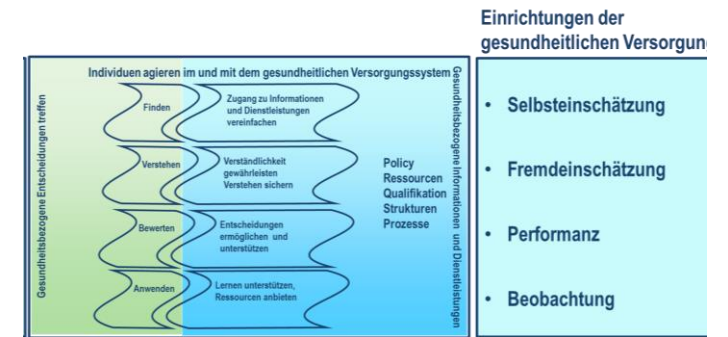 Einrichtungen der
gesundheitlichen Versorgung
Individuen agieren im und mit dem gesundheitlichen Versorgungssystem
Gesundheitsbezogene Entscheidungen treffen
Finden
Zugang zu Informationen
und Dienstleistungen
vereinfachen
Verstehen
Verständlichkeit
gewährleisten
Verstehen sichern
Bewerten
Entscheidungen
ermöglichen und
unterstützen
Anwenden
Lernen unterstützen,
Ressourcen anbieten
Policy
Ressourcen
Qualifikation
Strukturen
Prozesse
Gesundheitsbezogene Informationen und Dienstleistungen
• Selbsteinschätzung
• Fremdeinschätzung
• Performanz
• Beobachtung